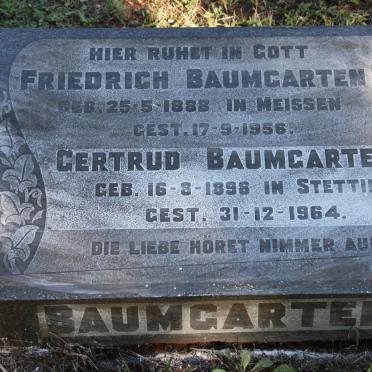 HIER RUHET IN GOTT
FRIEDRICH BAUMGARTEN
GEB. 25-5-1888 IN MEISSEN
GEST. 17-9-1956.
GERTRUD BAUMGARTE
GEB. 16-3-1898 IN STETTI
GEST. 31-12-1964.
DIE LIEBE HÖRET NIMMER AU
BAUMGARTE